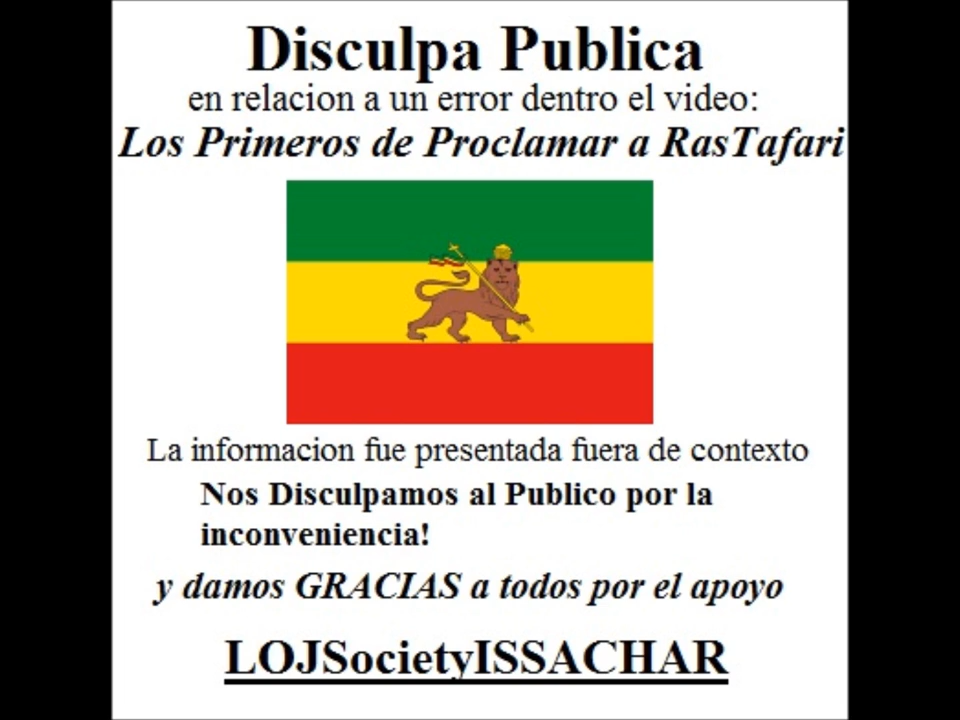 Disculpa Publica
en relacion a un error dentro el video:
Los Primeros de Proclamar a RasTafari
La informacion fue presentada fuera de contexto
Nos Disculpamos al Publico por la
inconveniencia!
y damos GRACIAS a todos por el apoyo
LOJSocietyISSACHAR